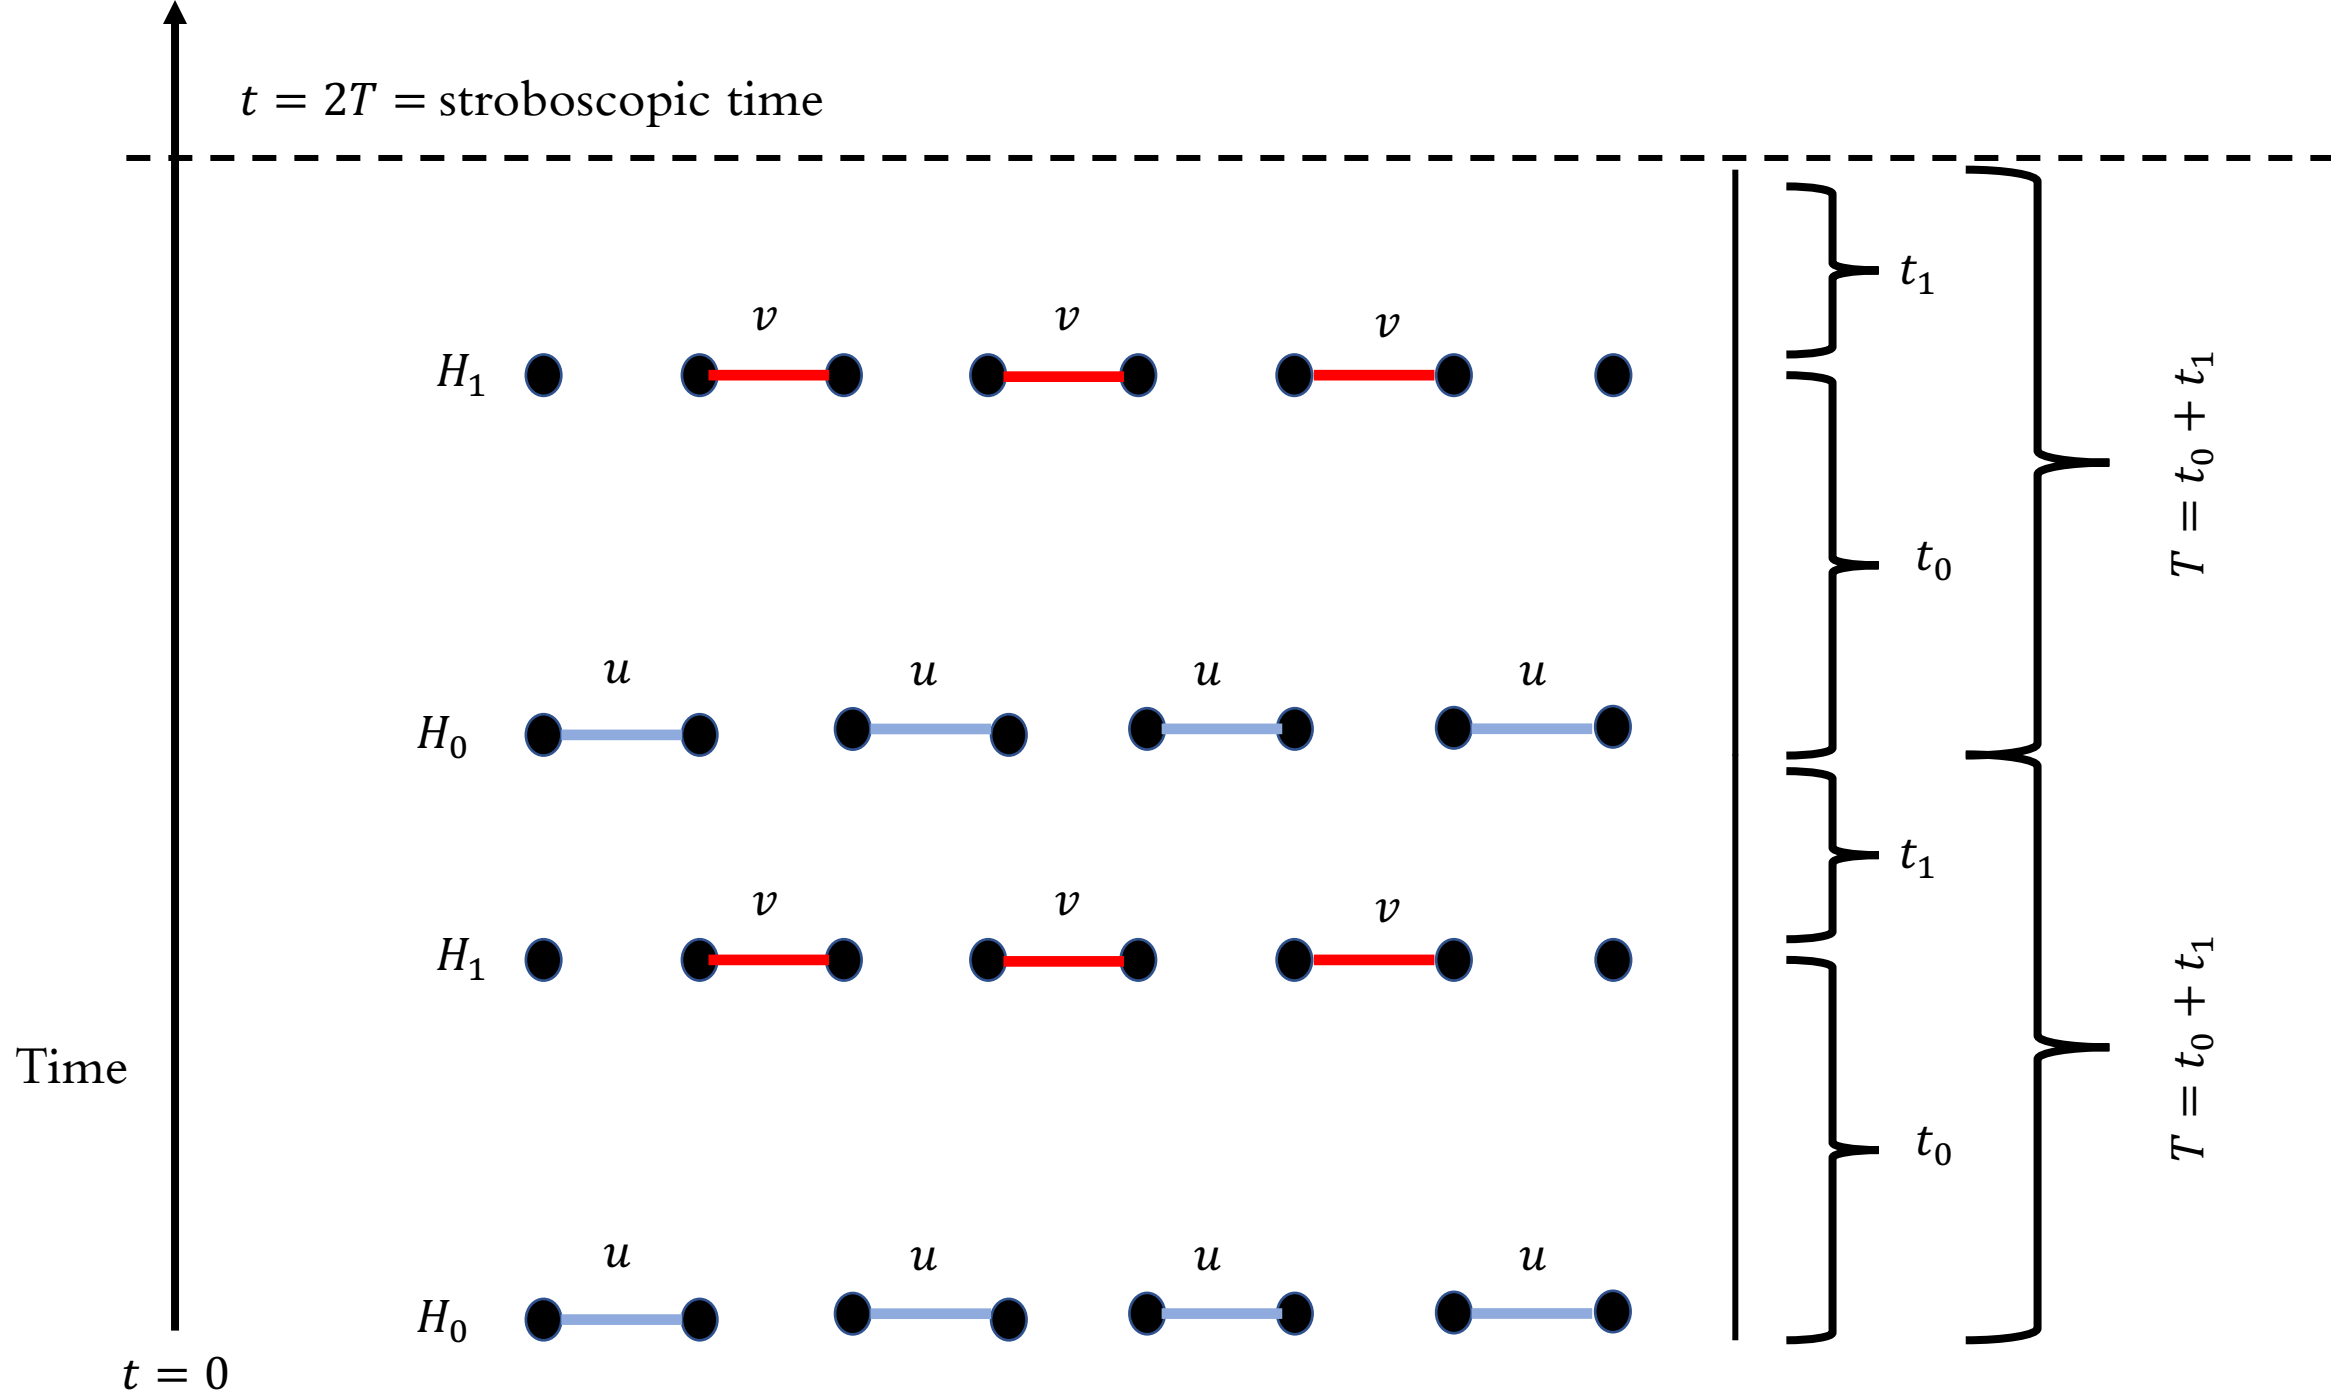 t = 2T = stroboscopic time
v v v
H₁
t₁
T = t₀ + t₁
t₀
u u u u
H₀
v v v
H₁
t₁
T = t₀ + t₁
Time
t₀
u u u u
H₀
t = 0